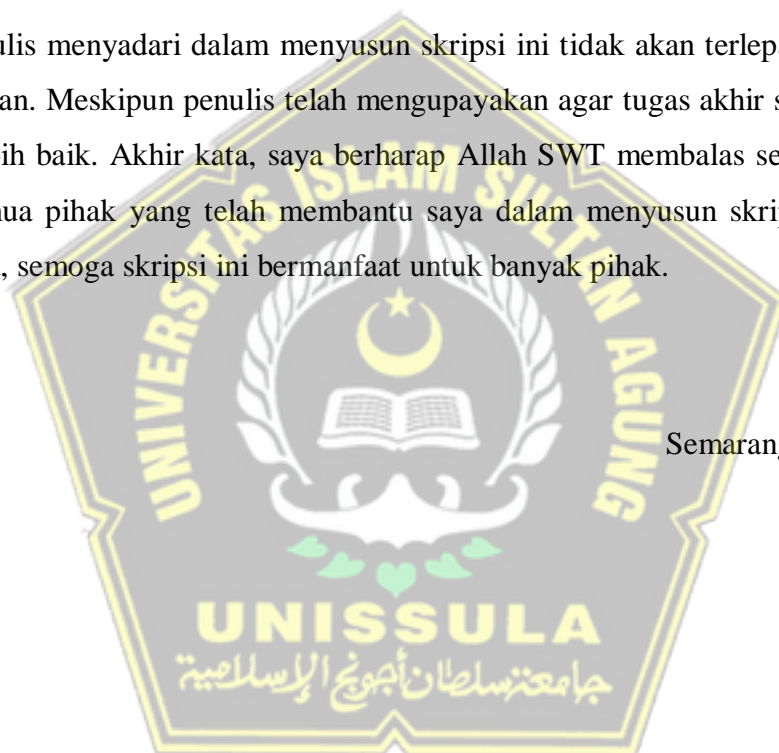 ulis menyadari dalam menyusun skripsi ini tidak akan terlep
an. Meskipun penulis telah mengupayakan agar tugas akhir s
bih baik. Akhir kata, saya berharap Allah SWT membalas se
nua pihak yang telah membantu saya dalam menyusun skrip
, semoga skripsi ini bermanfaat untuk banyak pihak.
UNIVERSITAS ISLAM SULTAN AGUNG
Semarang
UNISSULA
جامعة سلطان أجونج الإسلامية